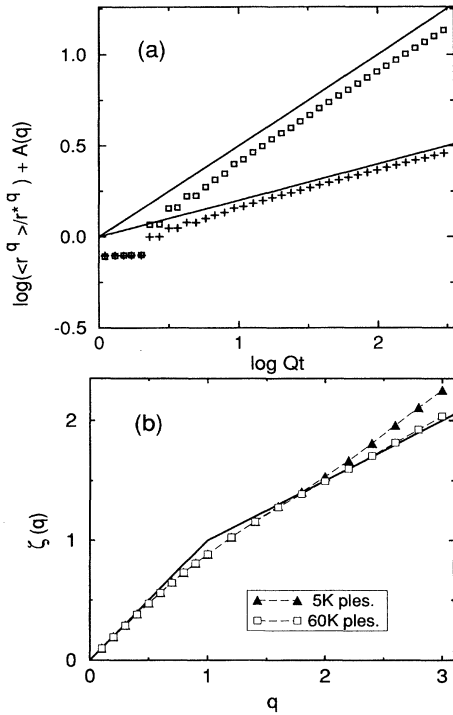 (a)
log(<r^q>/r*^q) + A(q)
1.0
0.5
0.0
-0.5
0
1
2
log Qt
(b)
ζ(q)
2
1
0
5K ples.
60K ples.
0
1
2
3
q